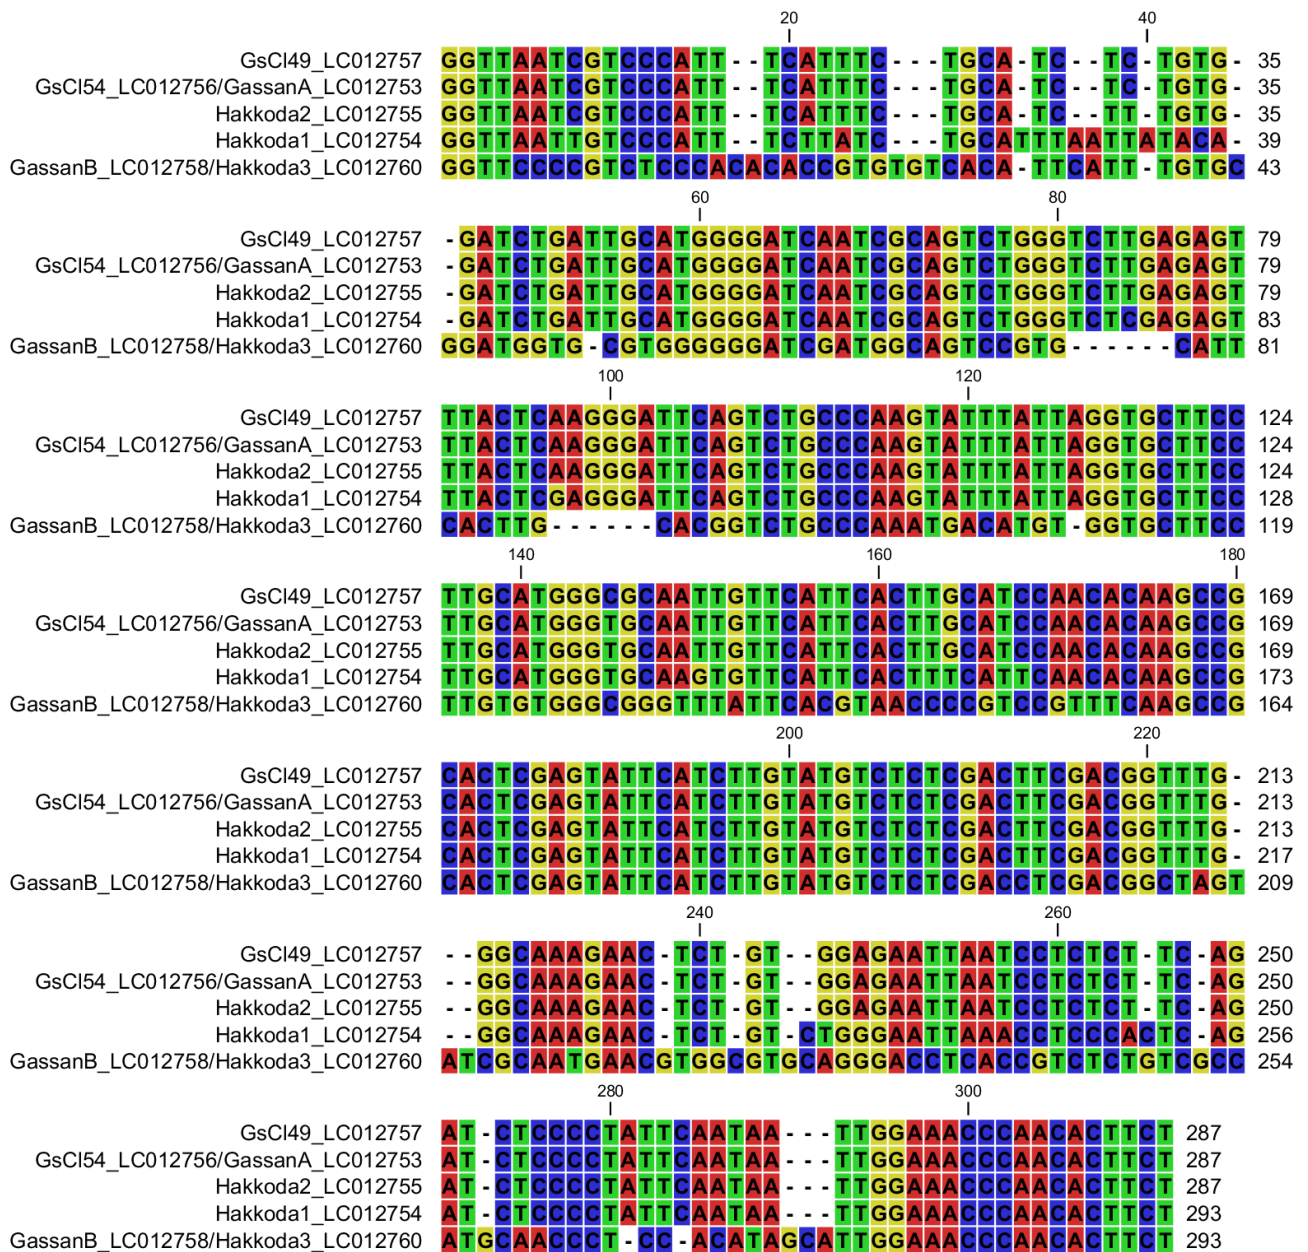 20 40
GsCl49_LC012757 GGTTAATCGTCCCATT--TCATTTC---TGCA-TC--TC-TGTG- 35
GsCl54_LC012756/GassanA_LC012753 GGTTAATCGTCCCATT--TCATTTC---TGCA-TC--TC-TGTG- 35
Hakkoda2_LC012755 GGTTAATCGTCCCATT--TCATTTC---TGCA-TC--TT-TGTG- 35
Hakkoda1_LC012754 GGTTAATTGTCCCATT--TCTTATC---TGCATTTAATTATACA- 39
GassanB_LC012758/Hakkoda3_LC012760 GGTTCCCCGTCTCCCACACACCGTGTGTCACA-TTCATT-TGTGC 43
60 80
GsCl49_LC012757 -GATCTGATTGCATGGGGATCAATCGCAGTCTGGGTCTTGAGAGT 79
GsCl54_LC012756/GassanA_LC012753 -GATCTGATTGCATGGGGATCAATCGCAGTCTGGGTCTTGAGAGT 79
Hakkoda2_LC012755 -GATCTGATTGCATGGGGATCAATCGCAGTCTGGGTCTTGAGAGT 79
Hakkoda1_LC012754 -GATCTGATTGCATGGGGATCAATCGCAGTCTGGGTCTCGAGAGT 83
GassanB_LC012758/Hakkoda3_LC012760 GGATGGTG-CGTGGGGGGATCGATGGCAGTCCGTG------CATT 81
100 120
GsCl49_LC012757 TTACTCAAGGGATTCAGTCTGCCCAAGTATTTATTAGGTGCTTCC 124
GsCl54_LC012756/GassanA_LC012753 TTACTCAAGGGATTCAGTCTGCCCAAGTATTTATTAGGTGCTTCC 124
Hakkoda2_LC012755 TTACTCAAGGGATTCAGTCTGCCCAAGTATTTATTAGGTGCTTCC 124
Hakkoda1_LC012754 TTACTCGAGGGATTCAGTCTGCCCAAGTATTTATTAGGTGCTTCC 128
GassanB_LC012758/Hakkoda3_LC012760 CACTTG------CACGGTCTGCCCAAATGACATGT-GGTGCTTCC 119
140 160 180
GsCl49_LC012757 TTGCATGGGCGCAATTGTTCATTCACTTGCATCCAACACAAGCCG 169
GsCl54_LC012756/GassanA_LC012753 TTGCATGGGTGCAATTGTTCATTCACTTGCATCCAACACAAGCCG 169
Hakkoda2_LC012755 TTGCATGGGTGCAATTGTTCATTCACTTGCATCCAACACAAGCCG 169
Hakkoda1_LC012754 TTGCATGGGTGCAAGTGTTCATTCACTTTCATTCAACACAAGCCG 173
GassanB_LC012758/Hakkoda3_LC012760 TTGTGTGGGCGGGTTTATTCACGTAACCCCGTCCGTTTCAAGCCG 164
200 220
GsCl49_LC012757 CACTCGAGTATTCATCTTGTATGTCTCTCGACTTCGACGGTTTG- 213
GsCl54_LC012756/GassanA_LC012753 CACTCGAGTATTCATCTTGTATGTCTCTCGACTTCGACGGTTTG- 213
Hakkoda2_LC012755 CACTCGAGTATTCATCTTGTATGTCTCTCGACTTCGACGGTTTG- 213
Hakkoda1_LC012754 CACTCGAGTATTCATCTTGTATGTCTCTCGACTTCGACGGTTTG- 217
GassanB_LC012758/Hakkoda3_LC012760 CACTCGAGTATTCATCTTGTATGTCTCTCGACCTCGACGGCTAGT 209
240 260
GsCl49_LC012757 --GGCAAAGAAC-TCT-GT--GGAGAATTAATCCTCTCT-TC-AG 250
GsCl54_LC012756/GassanA_LC012753 --GGCAAAGAAC-TCT-GT--GGAGAATTAATCCTCTCT-TC-AG 250
Hakkoda2_LC012755 --GGCAAAGAAC-TCT-GT--GGAGAATTAATCCTCTCT-TC-AG 250
Hakkoda1_LC012754 --GGCAAAGAAC-TCT-GT-CTGGGAATTAAACCTCCCACTC-AG 256
GassanB_LC012758/Hakkoda3_LC012760 ATCGCAATGAACGTGGCGTGCAGGGACCTCACCGTCTCTGTCGCC 254
280 300
GsCl49_LC012757 AT-CTCCCCTATTCAATAA---TTGGAAACCCAACACTTCT 287
GsCl54_LC012756/GassanA_LC012753 AT-CTCCCCTATTCAATAA---TTGGAAACCCAACACTTCT 287
Hakkoda2_LC012755 AT-CTCCCCTATTCAATAA---TTGGAAACCCAACACTTCT 287
Hakkoda1_LC012754 AT-CTCCCCTATTCAATAA---TTGGAAACCCAACACTTCT 293
GassanB_LC012758/Hakkoda3_LC012760 ATGCAACCCT-CC-ACATAGCATTGGAAACCCAACACTTCT 293